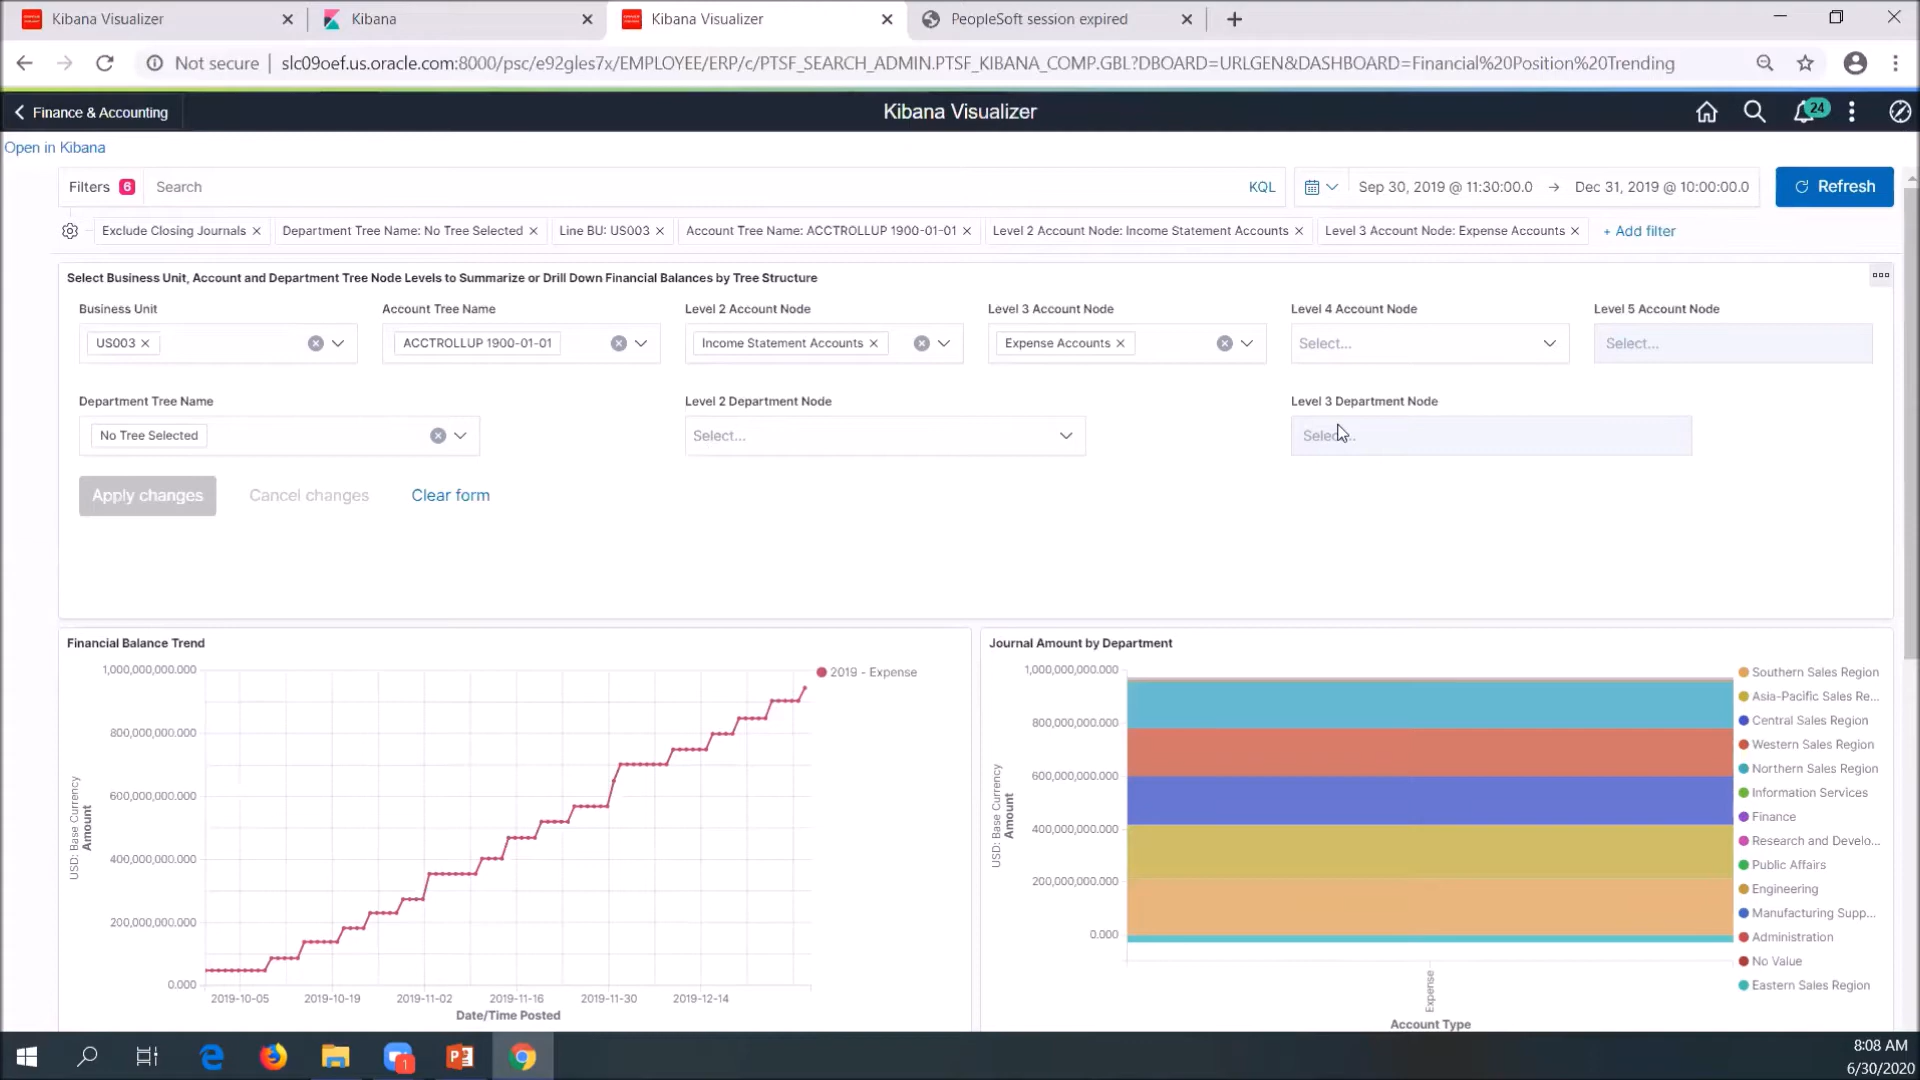 Kibana Visualizer
Kibana
Kibana Visualizer
PeopleSoft session expired
Not secure
slc09oef.us.oracle.com:8000/psc/e92gles7x/EMPLOYEE/ERP/c/PTSF_SEARCH_ADMIN.PTSF_KIBANA_COMP.GBL?DBOARD=URLGEN&DASHBOARD=Financial%20Position%20Trending
Finance & Accounting
Kibana Visualizer
24
Open in Kibana
Filters 6
Search
KQL
Sep 30, 2019 @ 11:30:00.0 → Dec 31, 2019 @ 10:00:00.0
Refresh
Exclude Closing Journals ×
Department Tree Name: No Tree Selected ×
Line BU: US003 ×
Account Tree Name: ACCTROLLUP 1900-01-01 ×
Level 2 Account Node: Income Statement Accounts ×
Level 3 Account Node: Expense Accounts ×
+ Add filter
Select Business Unit, Account and Department Tree Node Levels to Summarize or Drill Down Financial Balances by Tree Structure
Business Unit
Account Tree Name
Level 2 Account Node
Level 3 Account Node
Level 4 Account Node
Level 5 Account Node
US003 ×
ACCTROLLUP 1900-01-01
Income Statement Accounts ×
Expense Accounts ×
Select...
Select...
Department Tree Name
Level 2 Department Node
Level 3 Department Node
No Tree Selected
Select...
Select...
Apply changes
Cancel changes
Clear form
Financial Balance Trend
1,000,000,000.000
800,000,000.000
600,000,000.000
400,000,000.000
200,000,000.000
0.000
USD: Base Currency
Amount
2019-10-05
2019-10-19
2019-11-02
2019-11-16
2019-11-30
2019-12-14
Date/Time Posted
2019 - Expense
Journal Amount by Department
1,000,000,000.000
800,000,000.000
600,000,000.000
400,000,000.000
200,000,000.000
0.000
USD: Base Currency
Amount
Expense
Account Type
Southern Sales Region
Asia-Pacific Sales Re...
Central Sales Region
Western Sales Region
Northern Sales Region
Information Services
Finance
Research and Develo...
Public Affairs
Engineering
Manufacturing Supp...
Administration
No Value
Eastern Sales Region
1
8:08 AM
6/30/2020